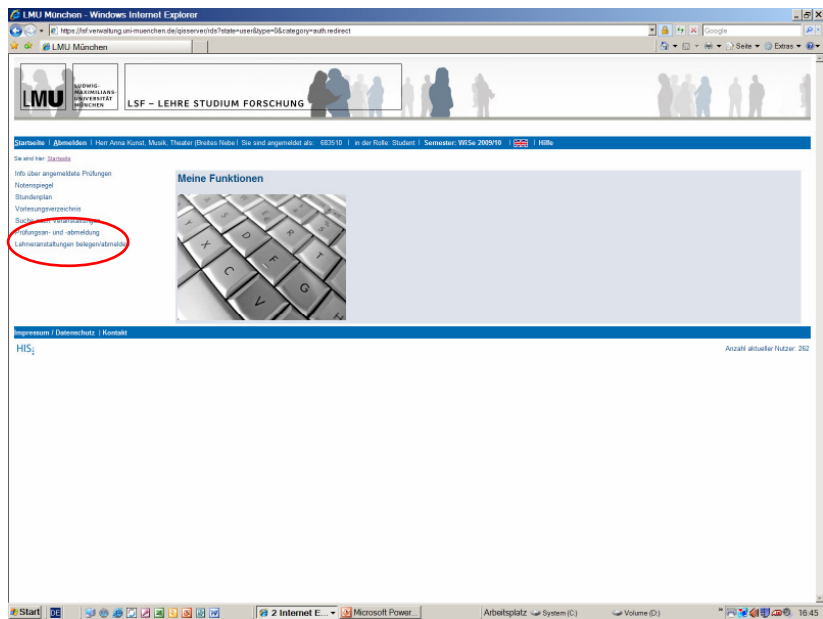 LMU München - Windows Internet Explorer
https://lsf.verwaltung.uni-muenchen.de/qisserver/rds?state=user&type=0&category=auth.redirect
Google
LMU München
Seite
Extras
LMU
LUDWIG-
MAXIMILIANS-
UNIVERSITÄT
MÜNCHEN
LSF – LEHRE STUDIUM FORSCHUNG
Startseite | Abmelden | Herr Anna Kunst, Musik, Theater (Breites Nebe | Sie sind angemeldet als: 683510 | in der Rolle: Student | Semester: WiSe 2009/10 | | Hilfe
Sie sind hier: Startseite
Info über angemeldete Prüfungen
Notenspiegel
Stundenplan
Vorlesungsverzeichnis
Suche nach Veranstaltungen
Prüfungsan- und -abmeldung
Lehrveranstaltungen belegen/abmelden
Meine Funktionen
X D F R T C V G
Impressum / Datenschutz | Kontakt
HIS
Anzahl aktueller Nutzer: 262
Start
DE
2 Internet E...
Microsoft Power...
Arbeitsplatz
System (C:)
Volume (D:)
16:45